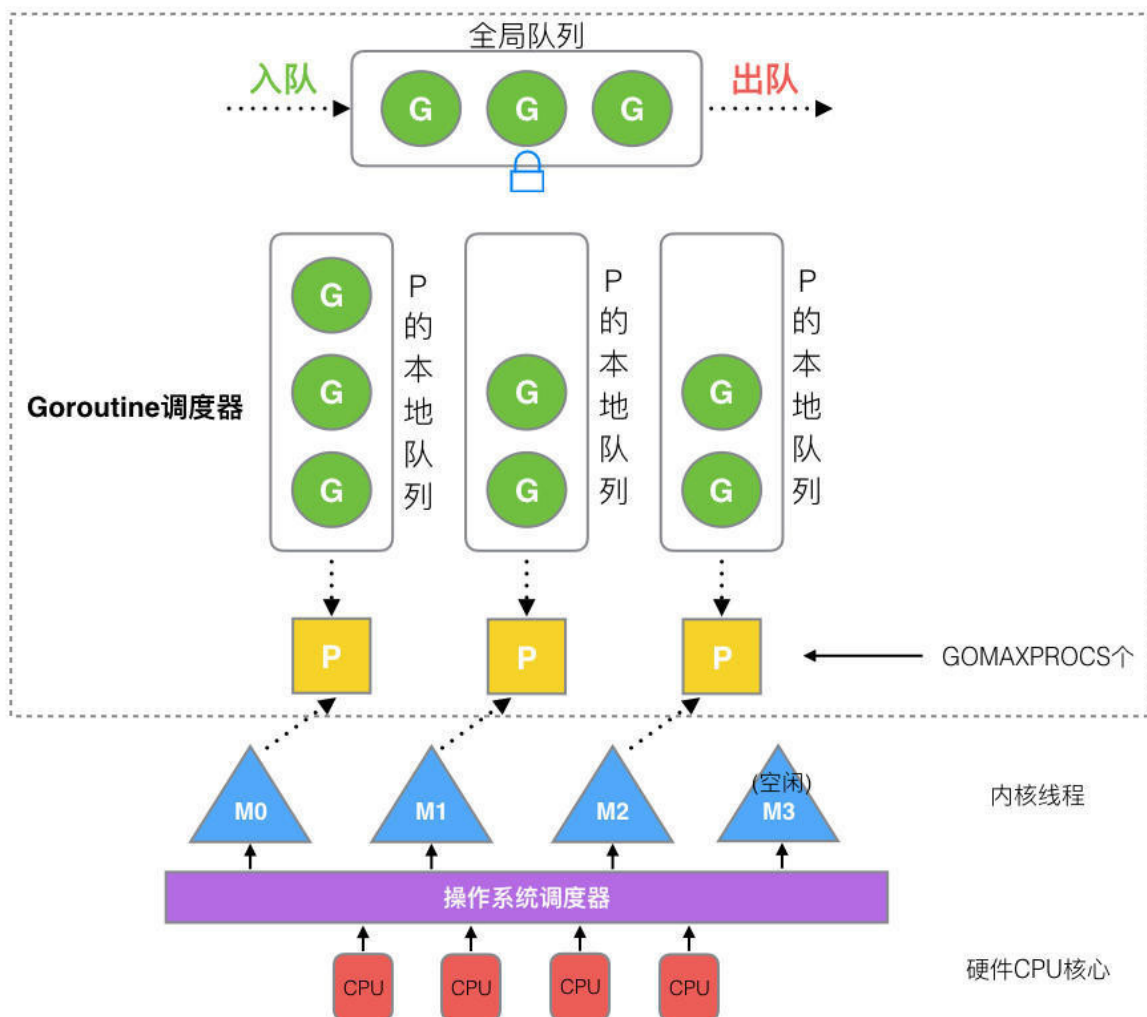 全局队列
入队
出队
G
G
G
G
G
G
G
G
G
G
P的本地队列
P的本地队列
P的本地队列
Goroutine调度器
P
P
P
GOMAXPROCS个
(空闲)
M0
M1
M2
M3
内核线程
操作系统调度器
CPU
CPU
CPU
CPU
硬件CPU核心